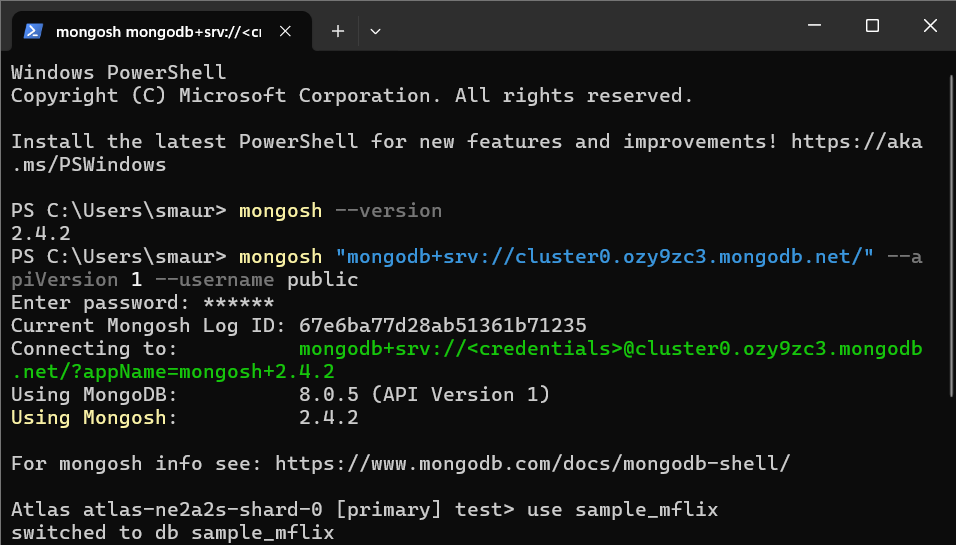 mongosh mongodb+srv://<cr
Windows PowerShell
Copyright (C) Microsoft Corporation. All rights reserved.
Install the latest PowerShell for new features and improvements! https://aka
.ms/PSWindows
PS C:\Users\smaur> mongosh --version
2.4.2
PS C:\Users\smaur> mongosh "mongodb+srv://cluster0.ozy9zc3.mongodb.net/" --a
piVersion 1 --username public
Enter password: ******
Current Mongosh Log ID: 67e6ba77d28ab51361b71235
Connecting to: mongodb+srv://<credentials>@cluster0.ozy9zc3.mongodb
.net/?appName=mongosh+2.4.2
Using MongoDB: 8.0.5 (API Version 1)
Using Mongosh: 2.4.2
For mongosh info see: https://www.mongodb.com/docs/mongodb-shell/
Atlas atlas-ne2a2s-shard-0 [primary] test> use sample_mflix
switched to db sample_mflix